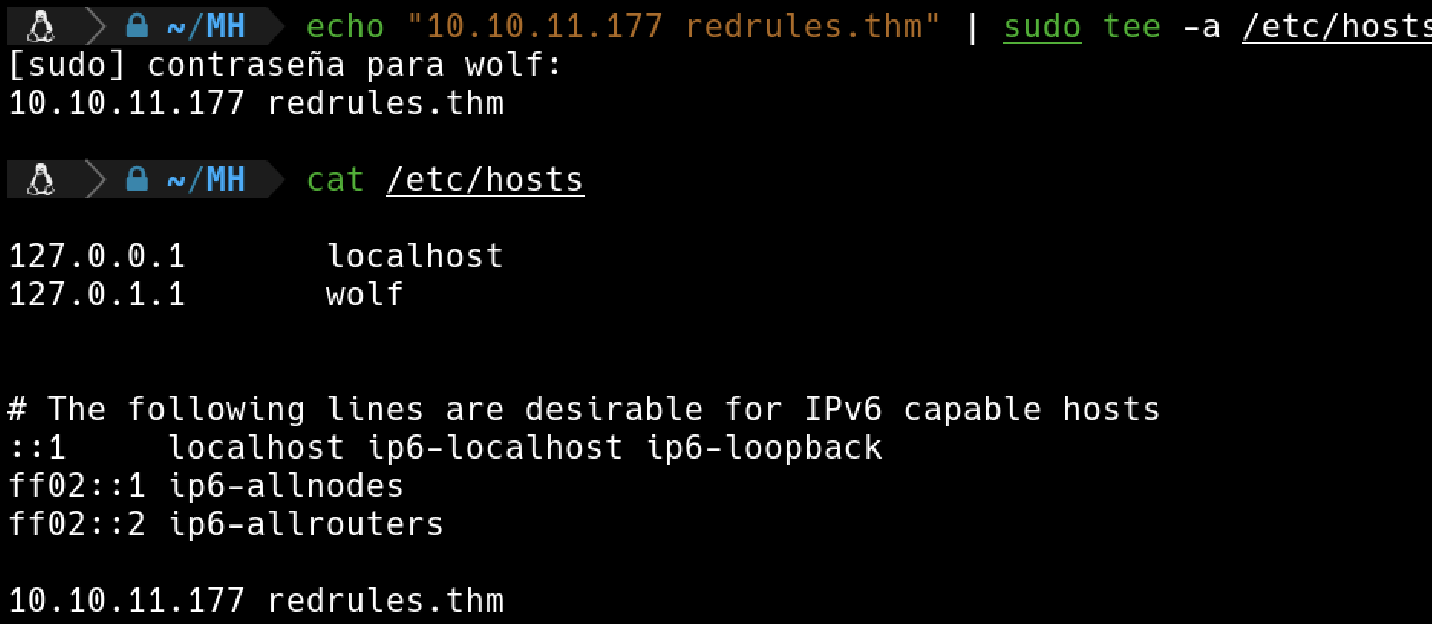 ~/MH echo "10.10.11.177 redrules.thm" | sudo tee -a /etc/hosts
[sudo] contraseña para wolf:
10.10.11.177 redrules.thm
~/MH cat /etc/hosts
127.0.0.1 localhost
127.0.1.1 wolf
# The following lines are desirable for IPv6 capable hosts
::1 localhost ip6-localhost ip6-loopback
ff02::1 ip6-allnodes
ff02::2 ip6-allrouters
10.10.11.177 redrules.thm